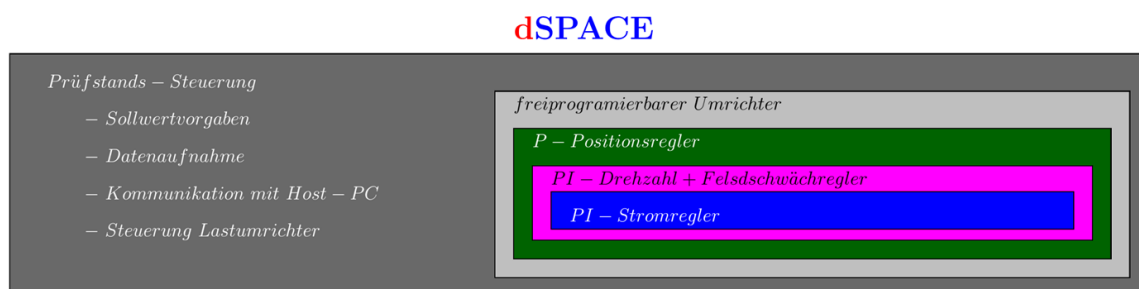 dSPACE
Prüfstands – Steuerung
– Sollwertvorgaben
– Datenaufnahme
– Kommunikation mit Host – PC
– Steuerung Lastumrichter
freiprogramierbarer Umrichter
P – Positionsregler
PI – Drehzahl + Felsdschwächregler
PI – Stromregler